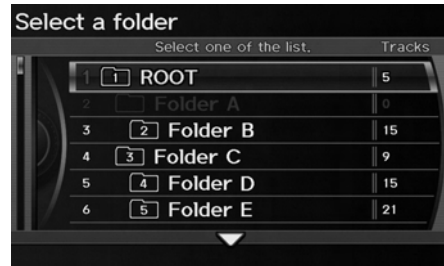 Select a folder
Select one of the list. Tracks
1 1 ROOT 5
2 Folder A 0
3 2 Folder B 15
4 3 Folder C 9
5 4 Folder D 15
6 5 Folder E 21